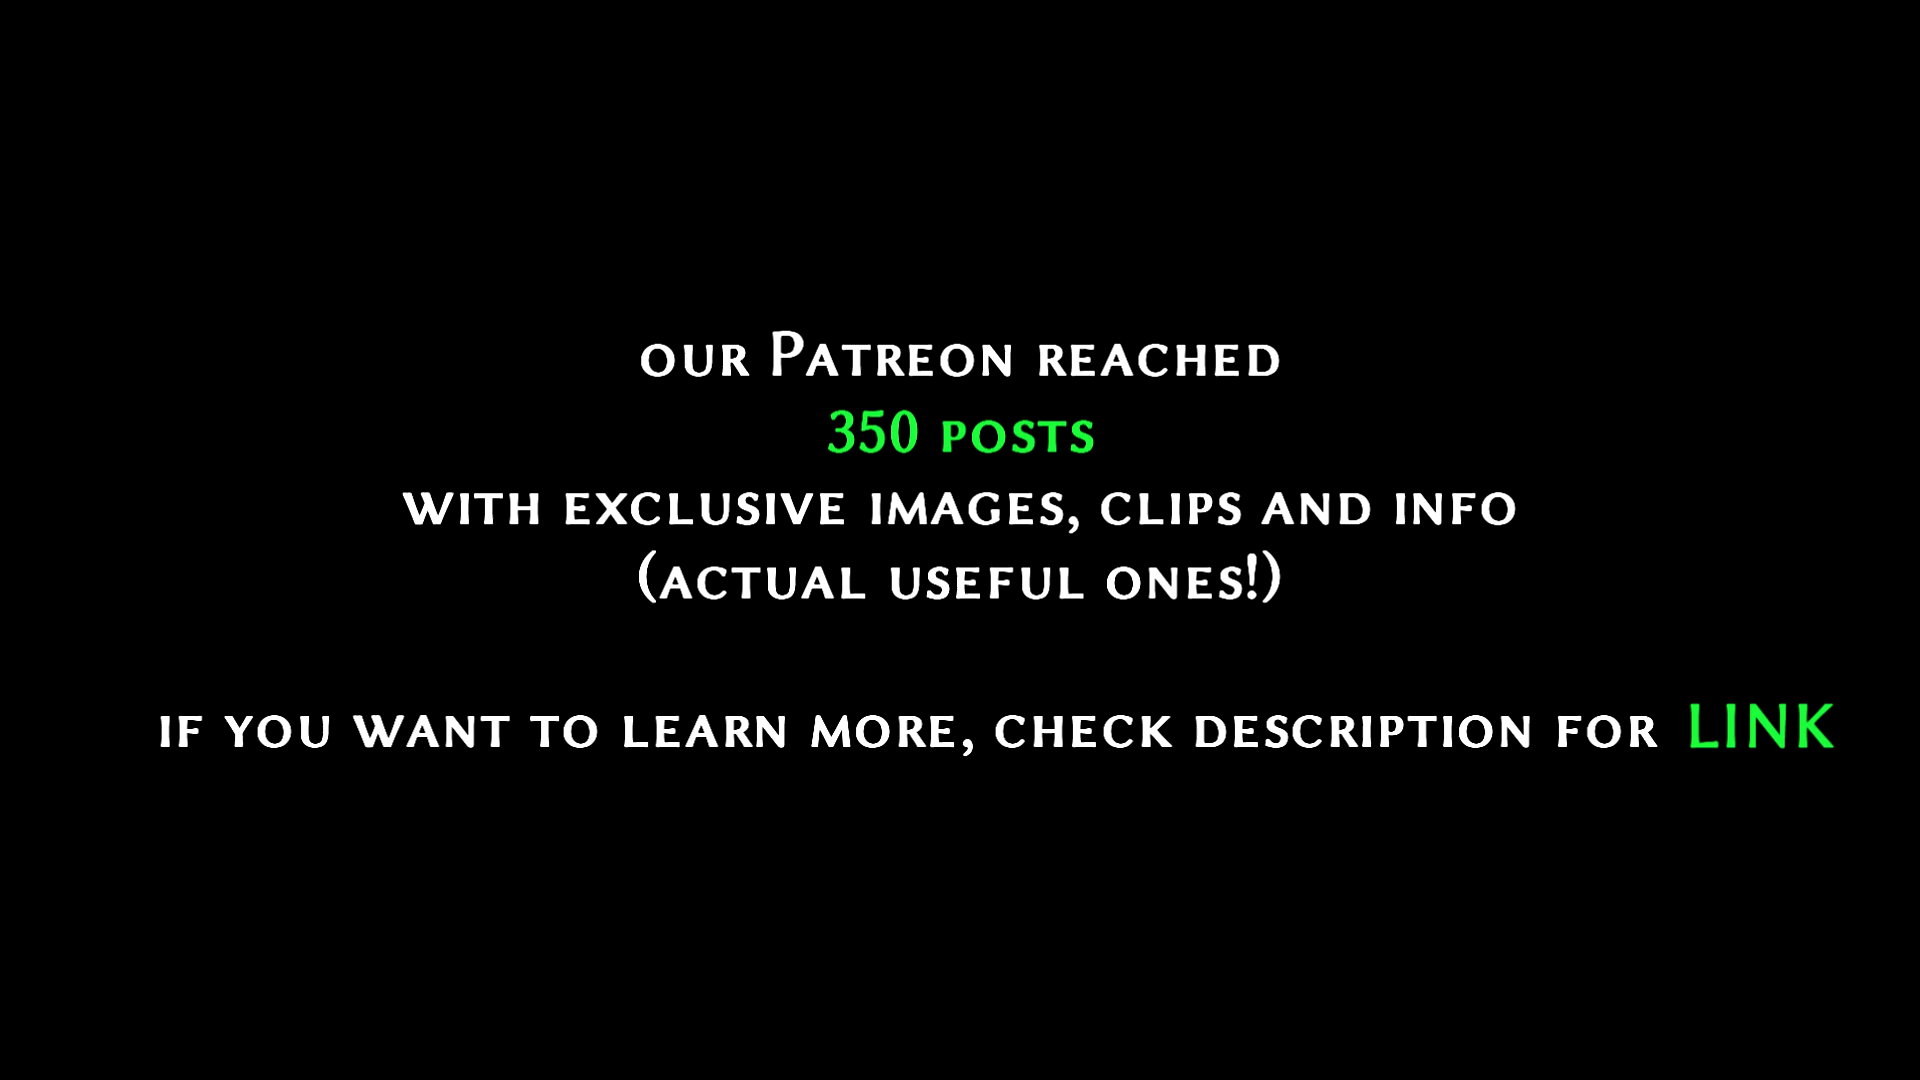 our Patreon reached
350 posts
with exclusive images, clips and info
(actual useful ones!)
if you want to learn more, check description for LINK